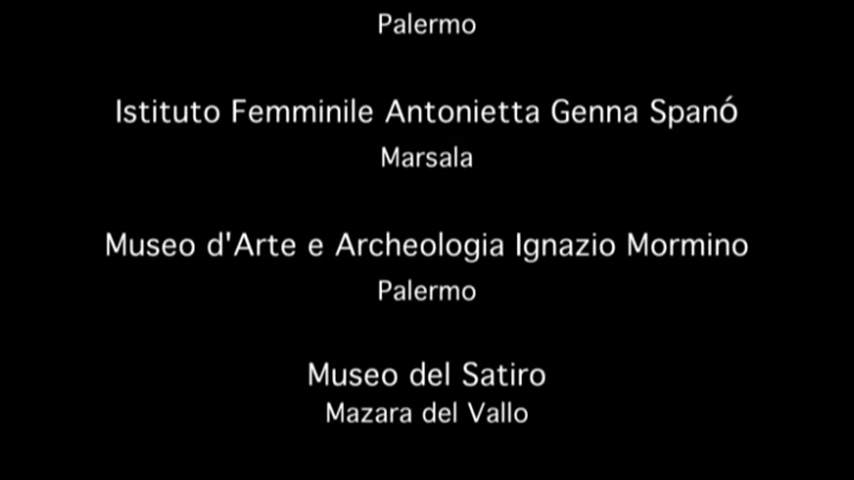 Palermo
Istituto Femminile Antonietta Genna Spanó
Marsala
Museo d'Arte e Archeologia Ignazio Mormino
Palermo
Museo del Satiro
Mazara del Vallo